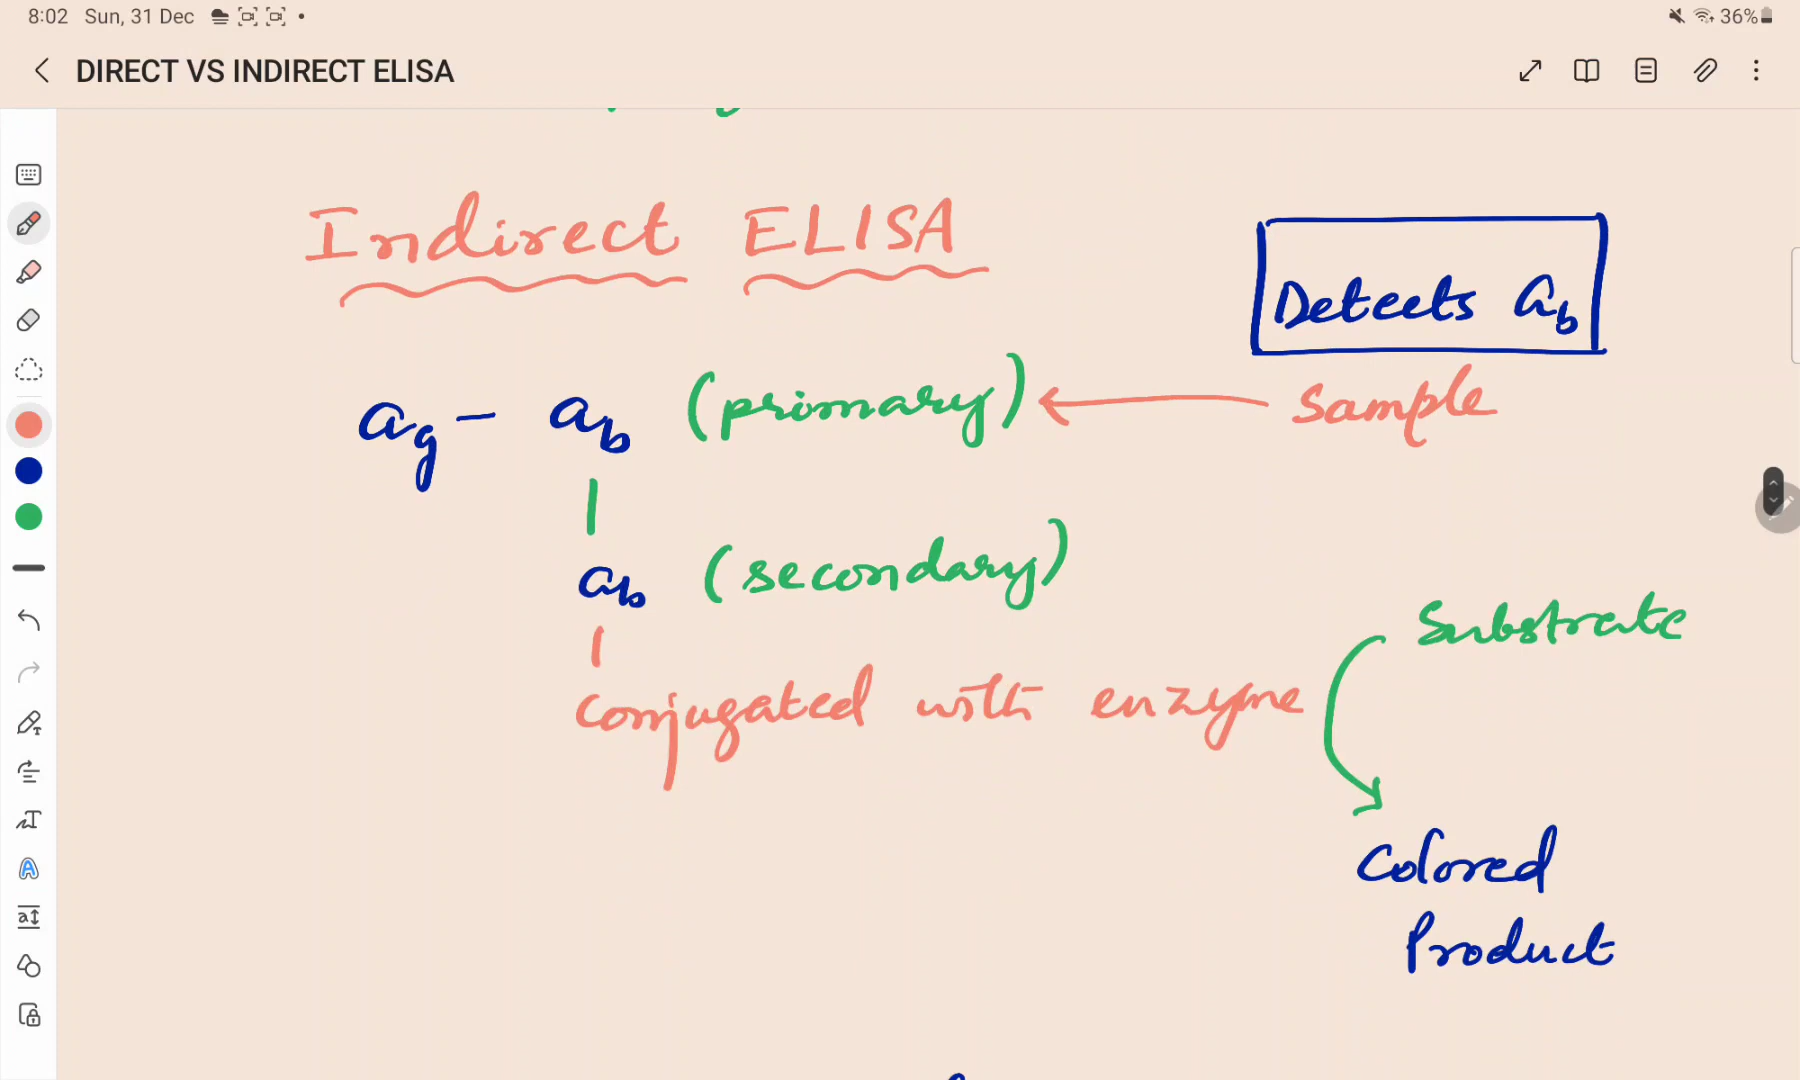 8:02 Sun, 31 Dec
36%
DIRECT VS INDIRECT ELISA
Indirect ELISA
Detects ab
ag - ab (primary) ← Sample
ab (secondary)
Substrate
conjugated with enzyme
Colored
Product